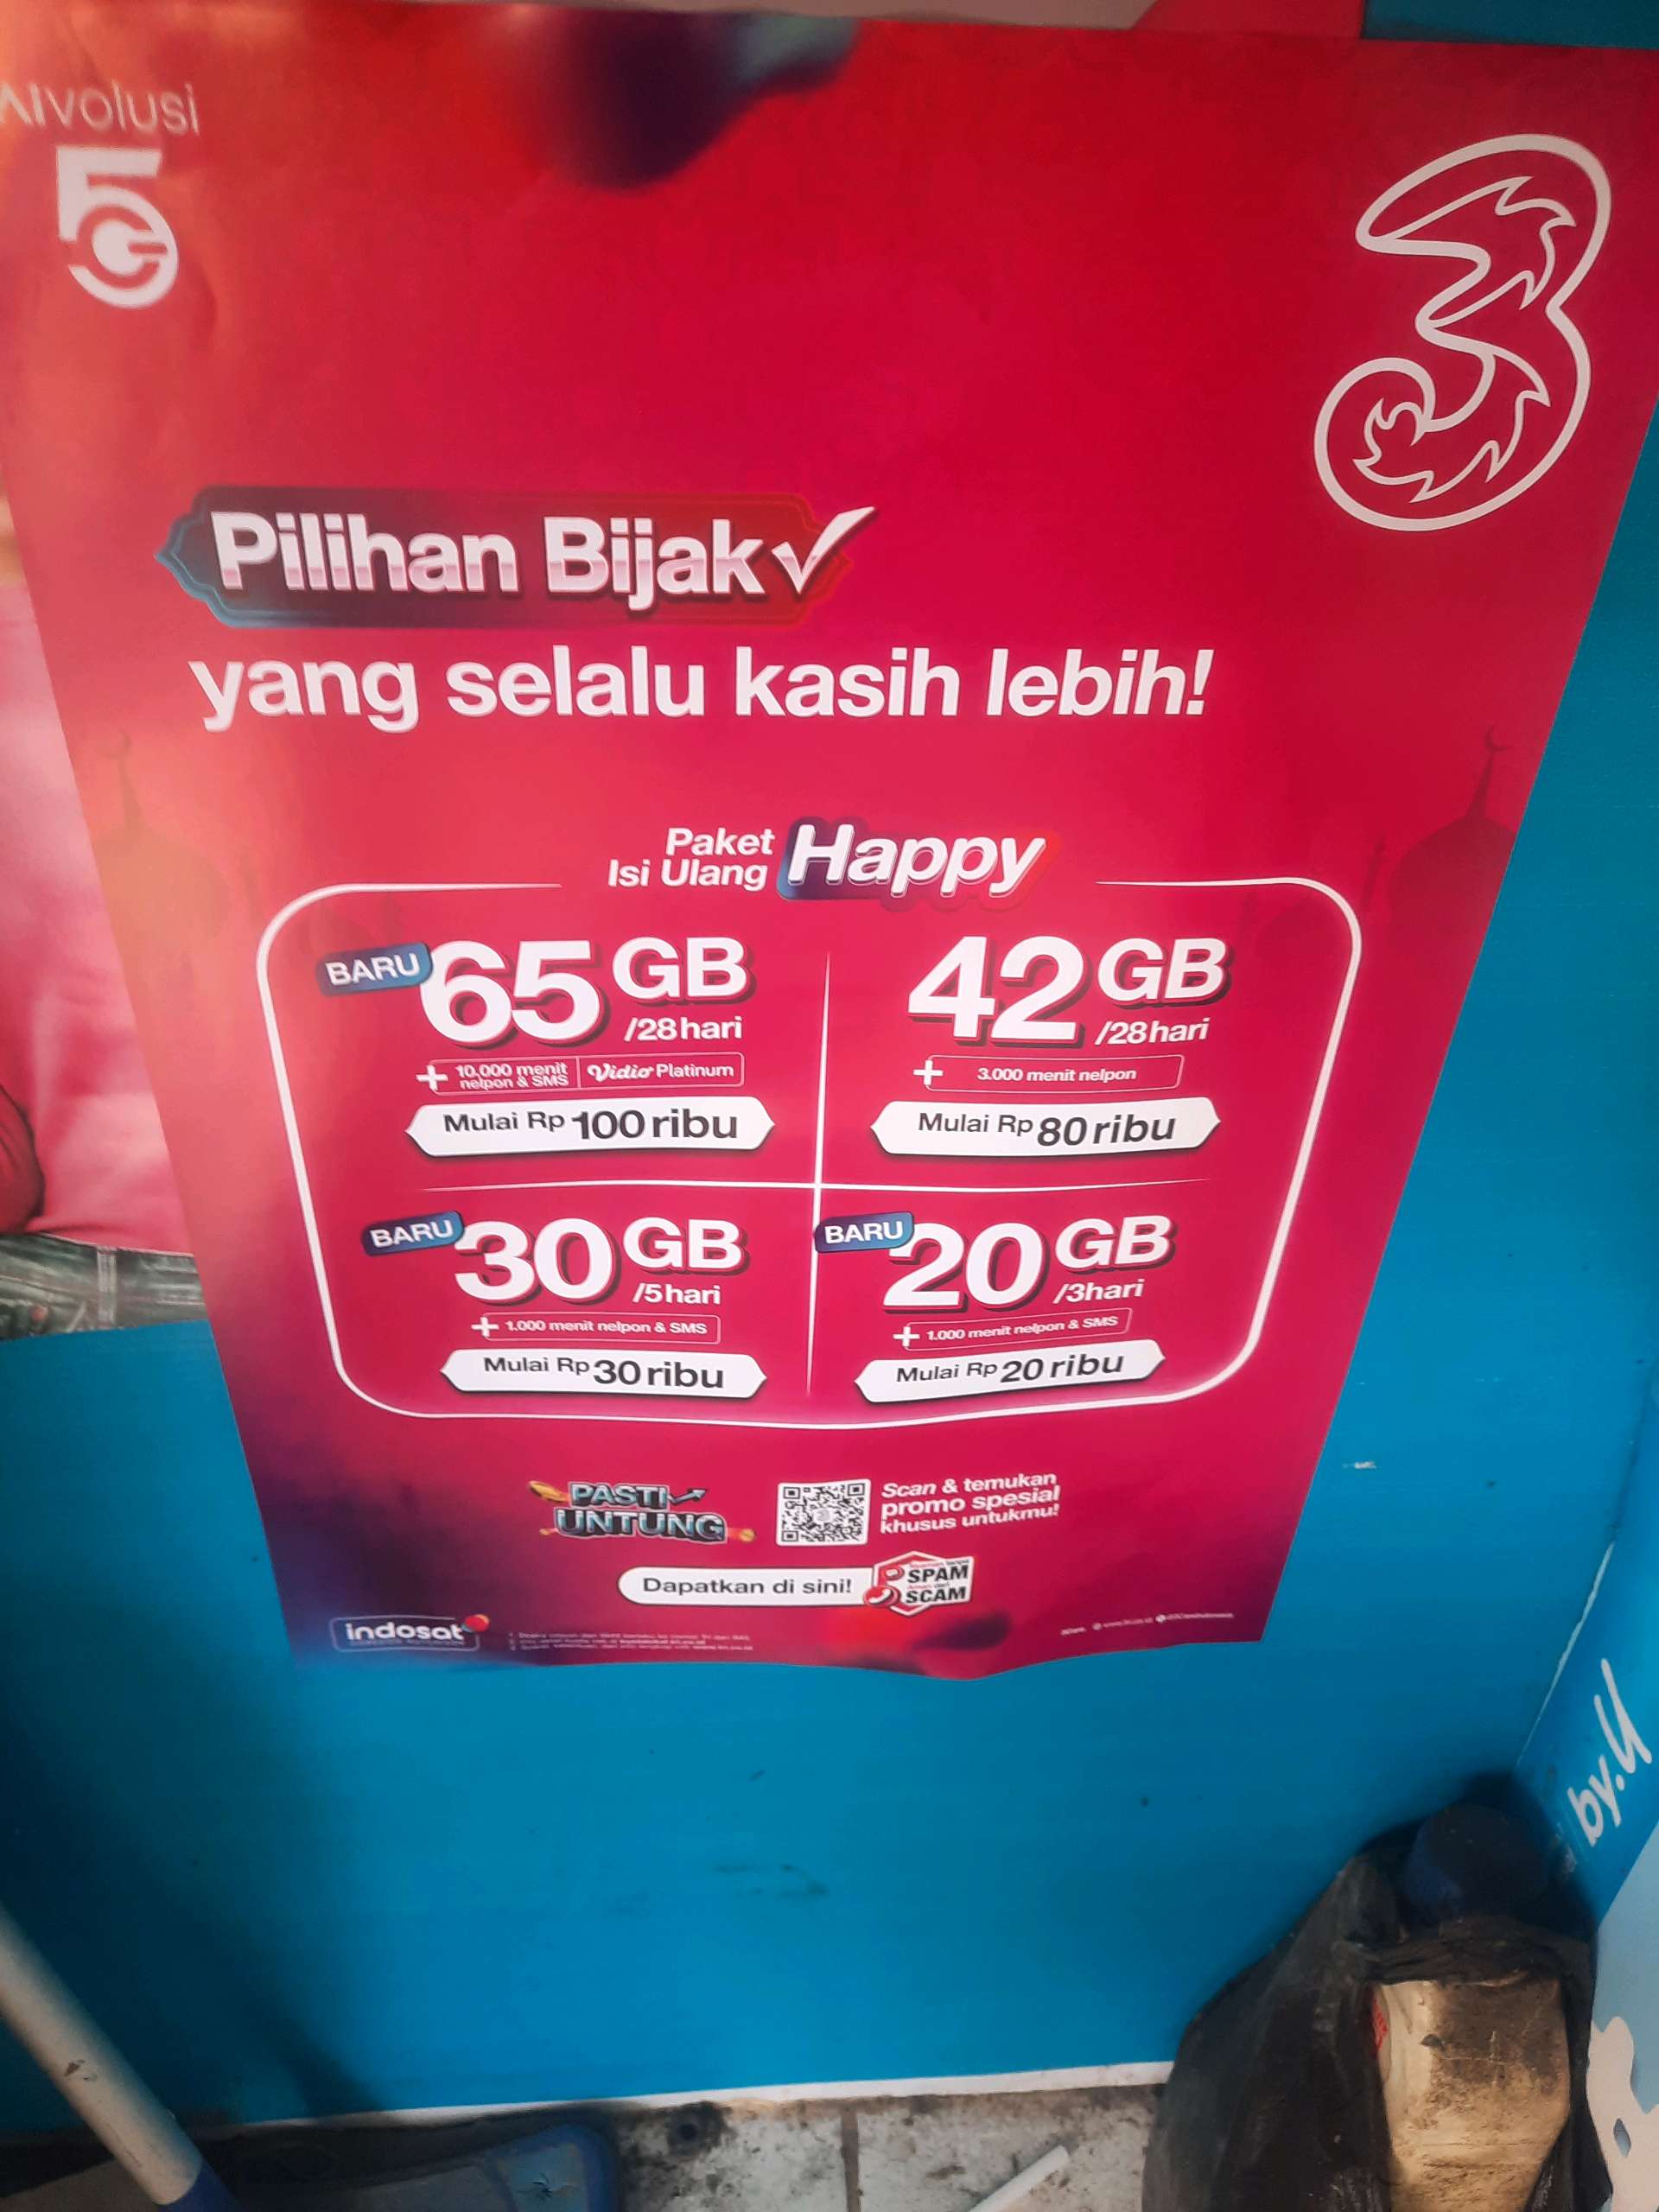 AIvolusi
5G
3
Pilihan Bijak
yang selalu kasih lebih!
Paket
Isi Ulang
Happy
BARU
65 GB
/28hari
+ 10.000 menit
nelpon & SMS
Vidio Platinum
Mulai Rp 100 ribu
42 GB
/28hari
+ 3.000 menit nelpon
Mulai Rp 80 ribu
BARU
30 GB
/5hari
+ 1.000 menit nelpon & SMS
Mulai Rp 30 ribu
BARU
20 GB
/3hari
+ 1.000 menit nelpon & SMS
Mulai Rp 20 ribu
PASTI
UNTUNG
Scan & temukan
promo spesial
khusus untukmu!
Dapatkan di sini!
SPAM
SCAM
indosat
by.U